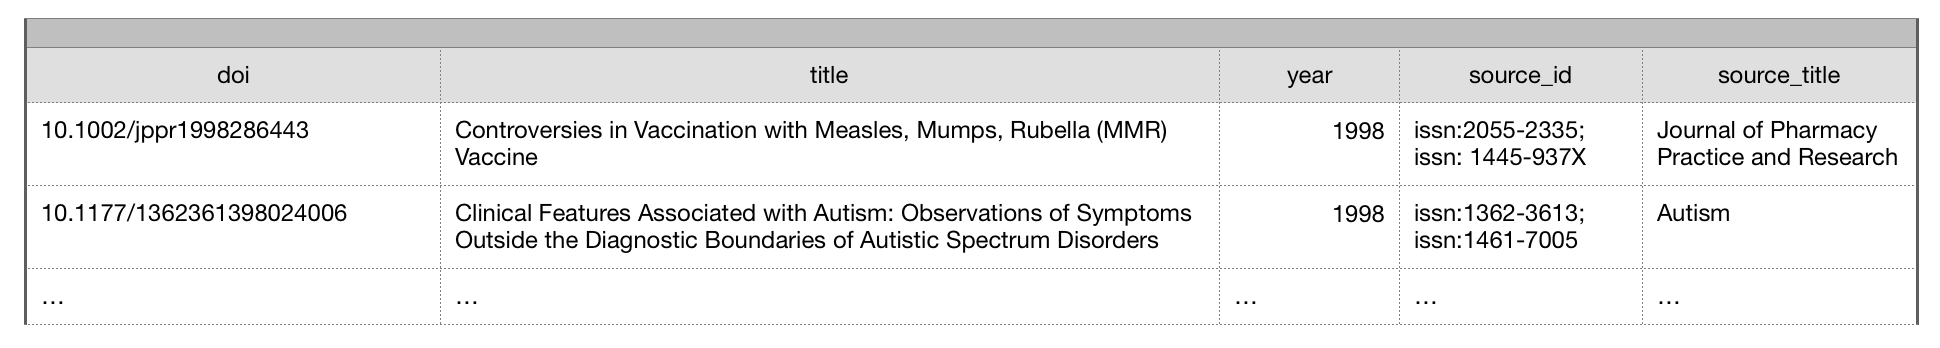 doi title year source_id source_title
10.1002/jppr1998286443 Controversies in Vaccination with Measles, Mumps, Rubella (MMR) 1998 issn:2055-2335; Journal of Pharmacy
Vaccine issn: 1445-937X Practice and Research
10.1177/1362361398024006 Clinical Features Associated with Autism: Observations of Symptoms 1998 issn:1362-3613; Autism
Outside the Diagnostic Boundaries of Autistic Spectrum Disorders issn:1461-7005
… … … … …